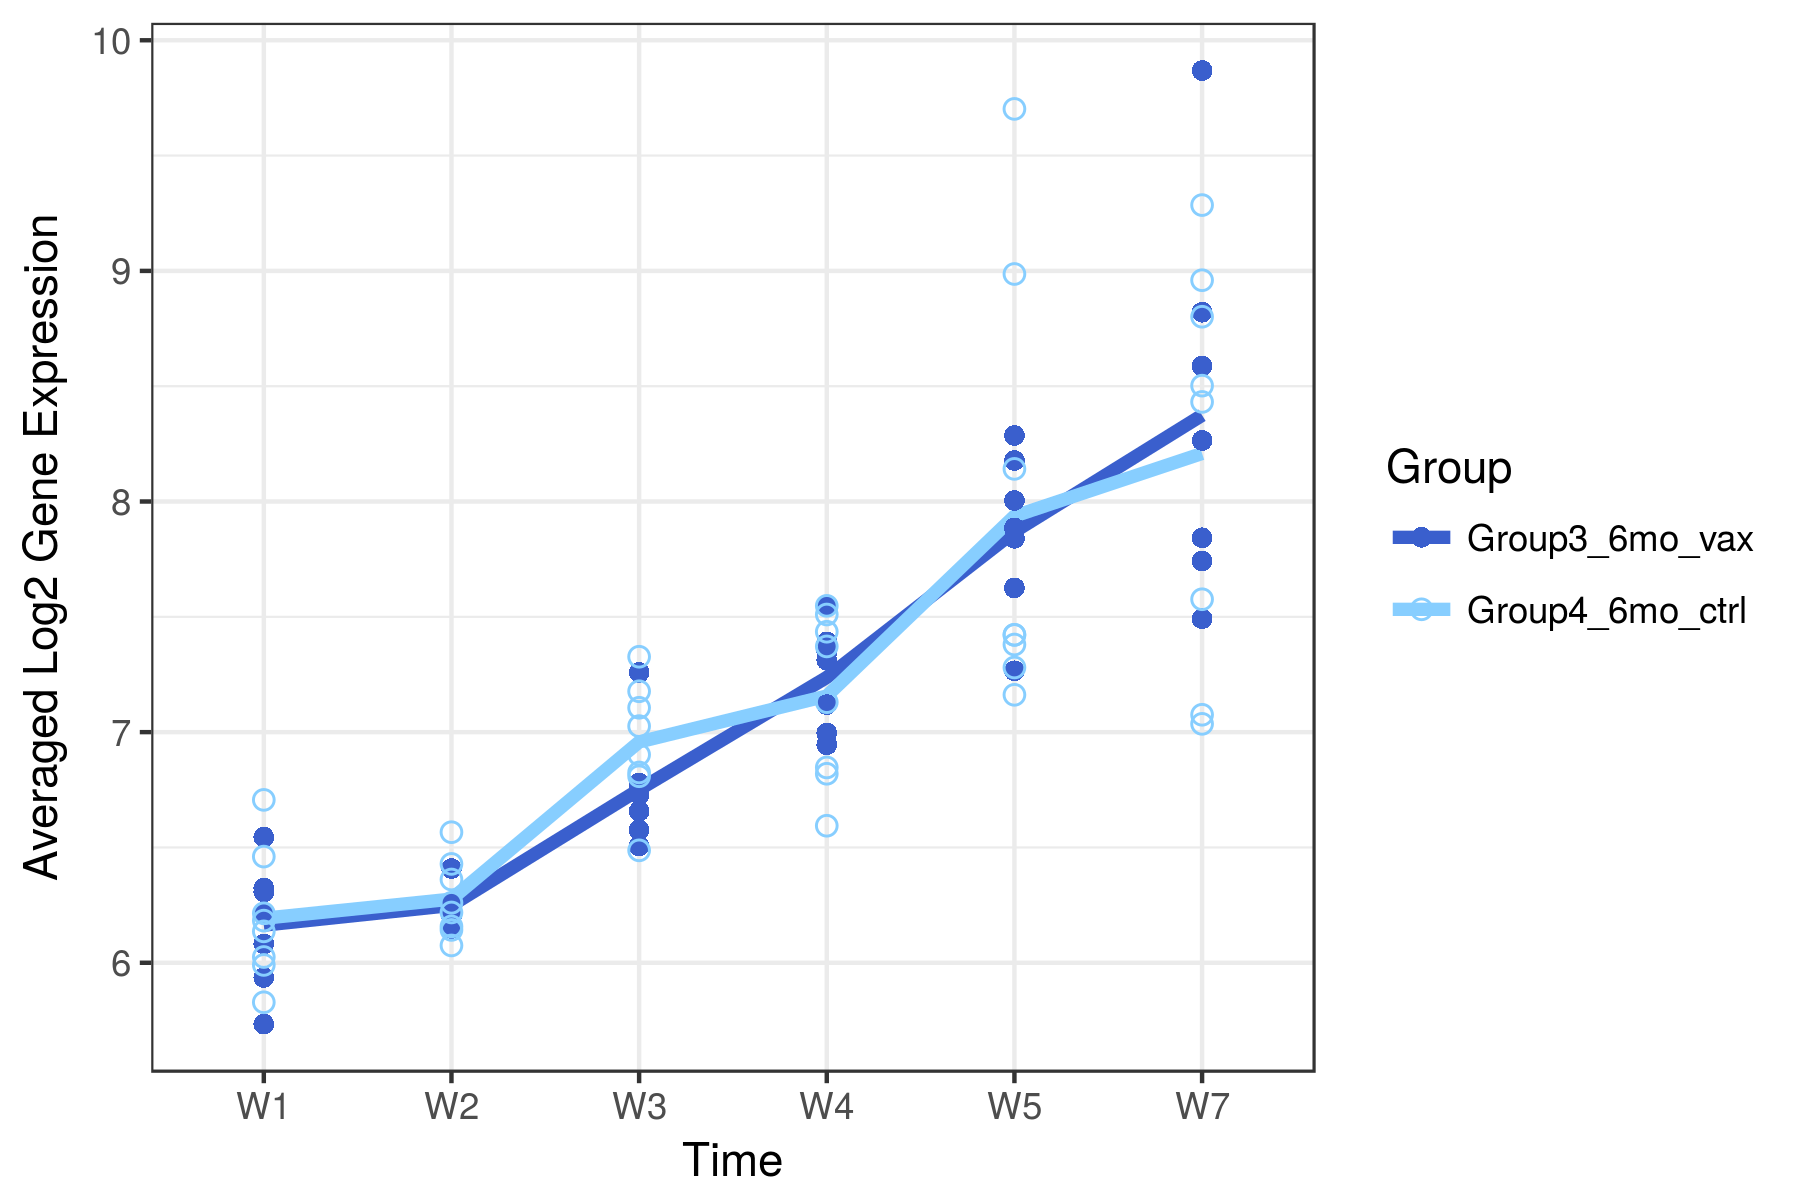 10
9
8
7
6
Averaged Log2 Gene Expression
W1 W2 W3 W4 W5 W7
Time
Group
Group3_6mo_vax
Group4_6mo_ctrl